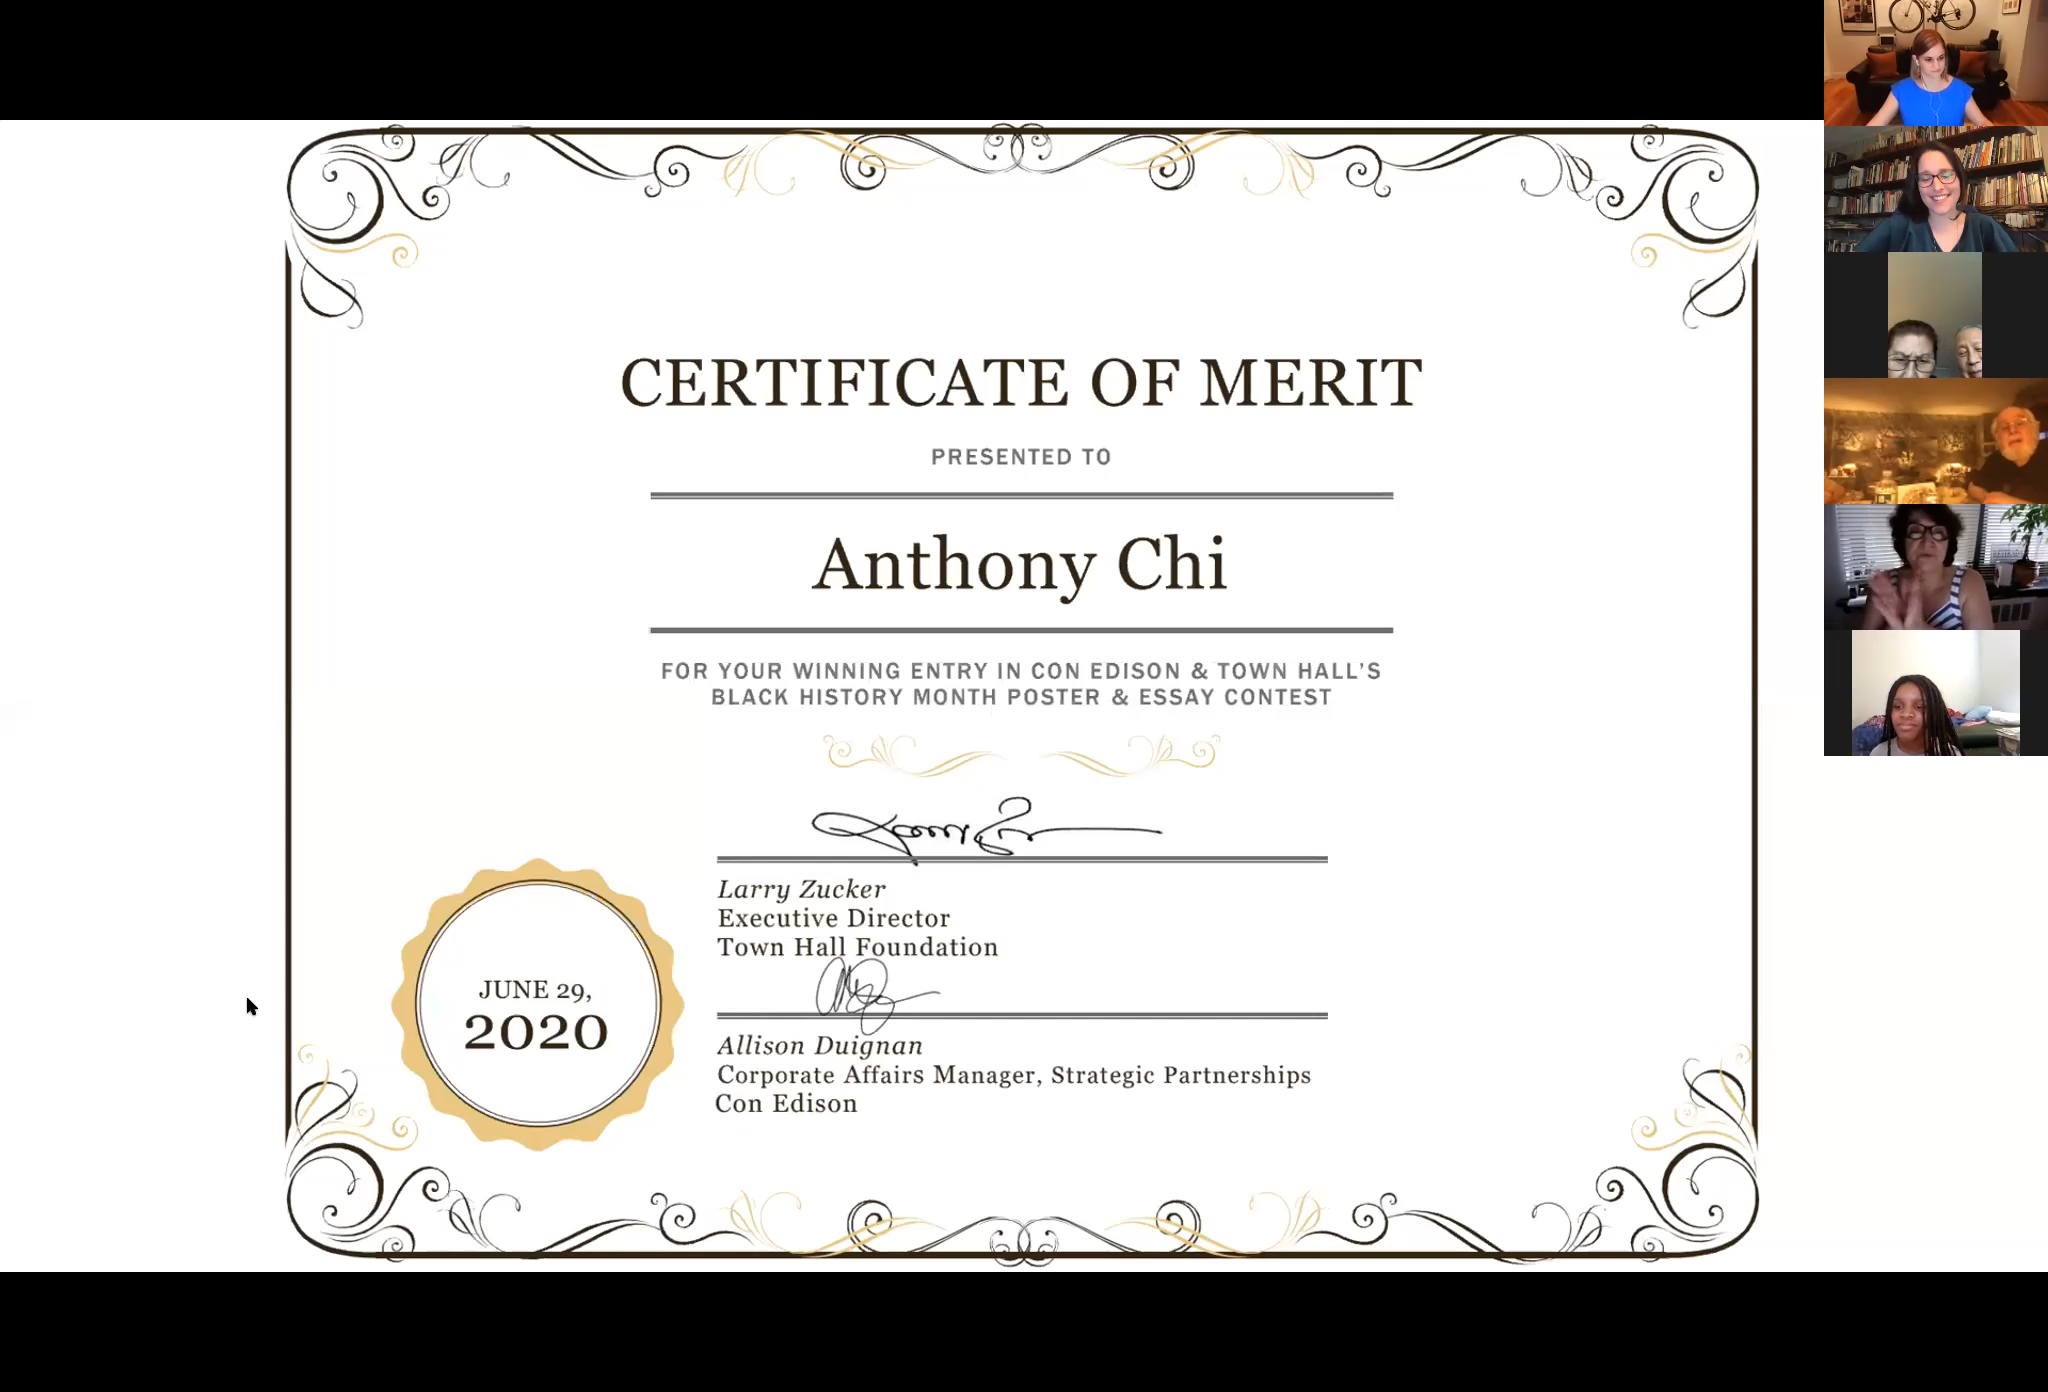 CERTIFICATE OF MERIT
PRESENTED TO
Anthony Chi
FOR YOUR WINNING ENTRY IN CON EDISON & TOWN HALL'S
BLACK HISTORY MONTH POSTER & ESSAY CONTEST
Larry Zucker
Executive Director
Town Hall Foundation
JUNE 29,
2020
Allison Duignan
Corporate Affairs Manager, Strategic Partnerships
Con Edison